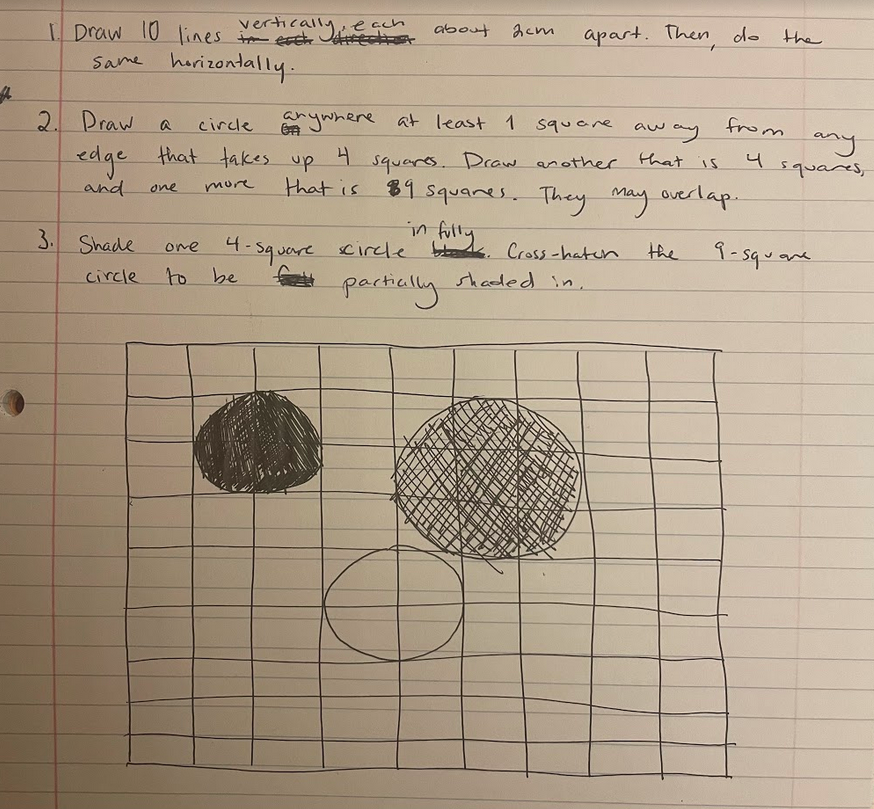 1. Draw 10 lines vertically, each about 2cm apart. Then, do the
same horizontally.
2. Draw a circle anywhere at least 1 square away from any
edge that takes up 4 squares. Draw another that is 4 squares,
and one more that is 9 squares. They may overlap.
3. Shade one 4-square circle in fully. Cross-hatch the 9-square
circle to be partially shaded in.